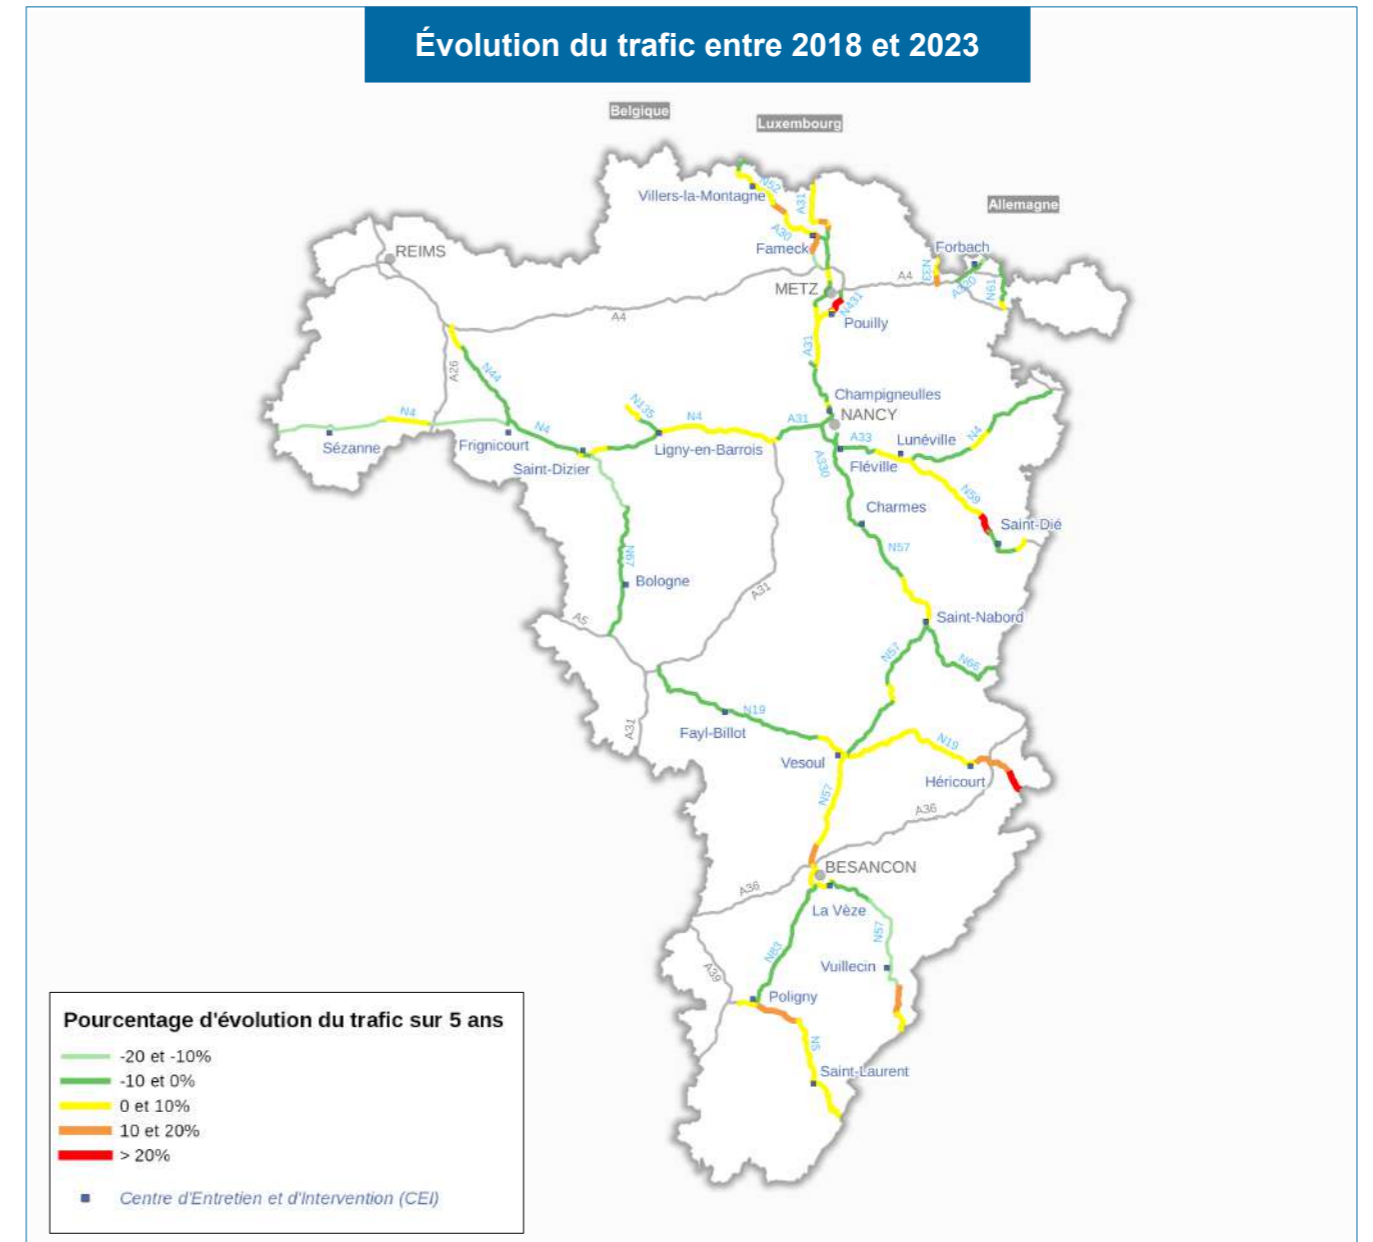 Évolution du trafic entre 2018 et 2023
Belgique
Luxembourg
Allemagne
Villers-la-Montagne
N52
A31
A30
Fameck
REIMS
Forbach
N33
A4
A320
N61
METZ
N431
Pouilly
A4
A31
A26
N44
N4
Sézanne
Frignicourt
N4
Saint-Dizier
N135
N4
Ligny-en-Barrois
A31
Champigneulles
NANCY
A33
Lunéville
N4
Fléville
A330
N59
Saint-Dié
Charmes
N57
N67
Bologne
A31
A5
Saint-Nabord
N57
N66
A31
Fayl-Billot
N19
Vesoul
N19
Héricourt
N57
A36
BESANCON
A36
La Vèze
N57
N83
Vuillecin
A39
Poligny
N5
Saint-Laurent
Pourcentage d'évolution du trafic sur 5 ans
-20 et -10%
-10 et 0%
0 et 10%
10 et 20%
> 20%
Centre d'Entretien et d'Intervention (CEI)